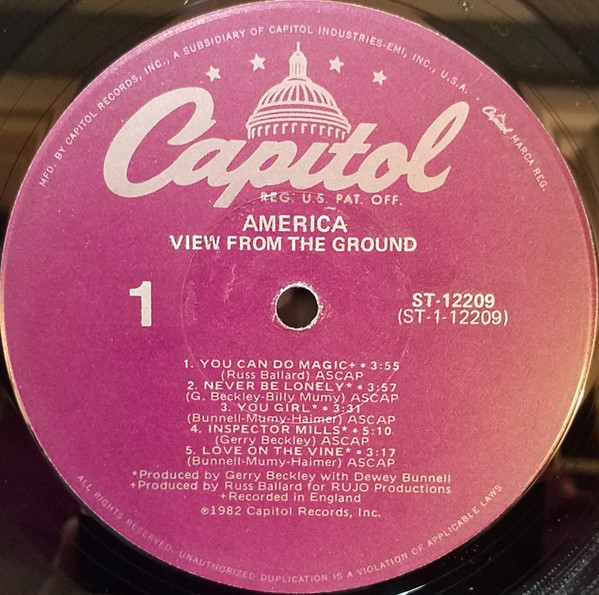 MFD. BY CAPITOL RECORDS, INC., A SUBSIDIARY OF CAPITOL INDUSTRIES-EMI, INC., U.S.A.
Capitol MARCA REG.
Capitol
REG. U.S. PAT. OFF.
AMERICA
VIEW FROM THE GROUND
1
ST-12209
(ST-1-12209)
1. YOU CAN DO MAGIC+ • 3:55
(Russ Ballard) ASCAP
2. NEVER BE LONELY* • 3:57
(G. Beckley-Billy Mumy) ASCAP
3. YOU GIRL* • 3:31
(Bunnell-Mumy-Haimer) ASCAP
4. INSPECTOR MILLS* • 5:10
(Gerry Beckley) ASCAP
5. LOVE ON THE VINE* • 3:17
(Bunnell-Mumy-Haimer) ASCAP
*Produced by Gerry Beckley with Dewey Bunnell
+Produced by Russ Ballard for RUJO Productions
+Recorded in England
℗1982 Capitol Records, Inc.
ALL RIGHTS RESERVED. UNAUTHORIZED DUPLICATION IS A VIOLATION OF APPLICABLE LAWS